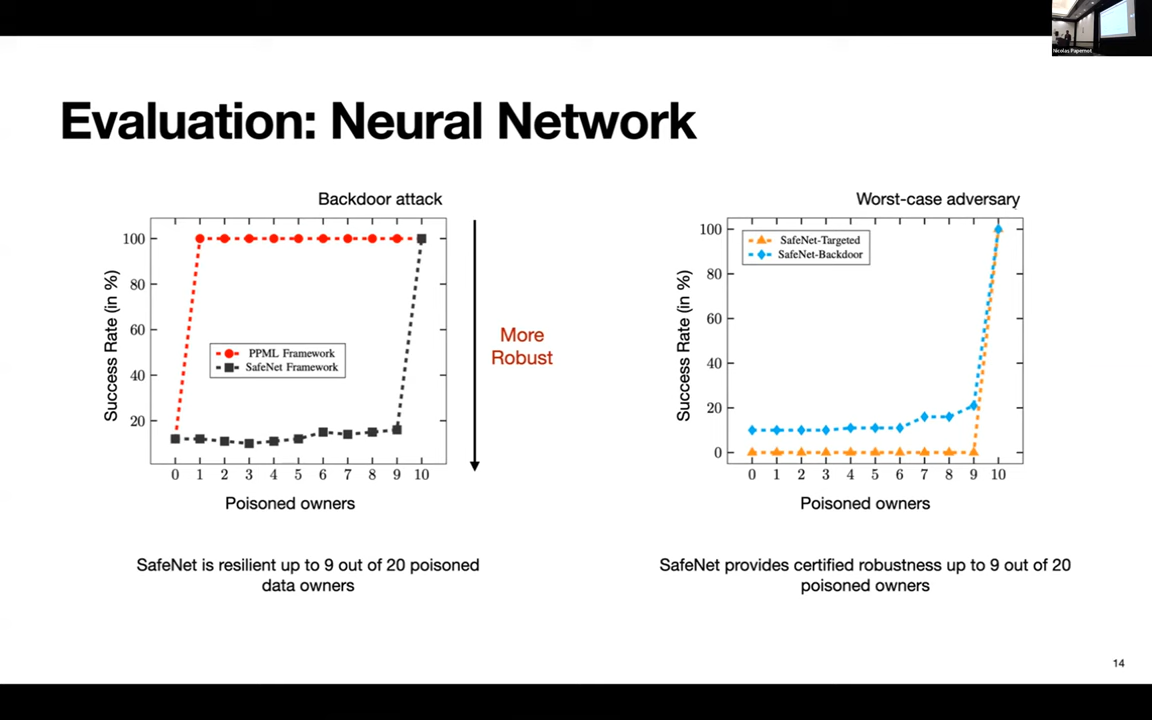 Nicolas Papernot
Evaluation: Neural Network
Backdoor attack
100
80
60
40
20
Success Rate (in %)
PPML Framework
SafeNet Framework
0 1 2 3 4 5 6 7 8 9 10
Poisoned owners
More
Robust
SafeNet is resilient up to 9 out of 20 poisoned
data owners
Worst-case adversary
100
80
60
40
20
0
Success Rate (in %)
SafeNet-Targeted
SafeNet-Backdoor
0 1 2 3 4 5 6 7 8 9 10
Poisoned owners
SafeNet provides certified robustness up to 9 out of 20
poisoned owners
14